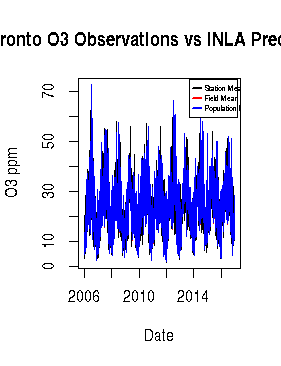 ronto O3 Observations vs INLA Pred
Station Mea
Field Mear
Population
O3 ppm
70
50
30
10
0
2006
2010
2014
Date